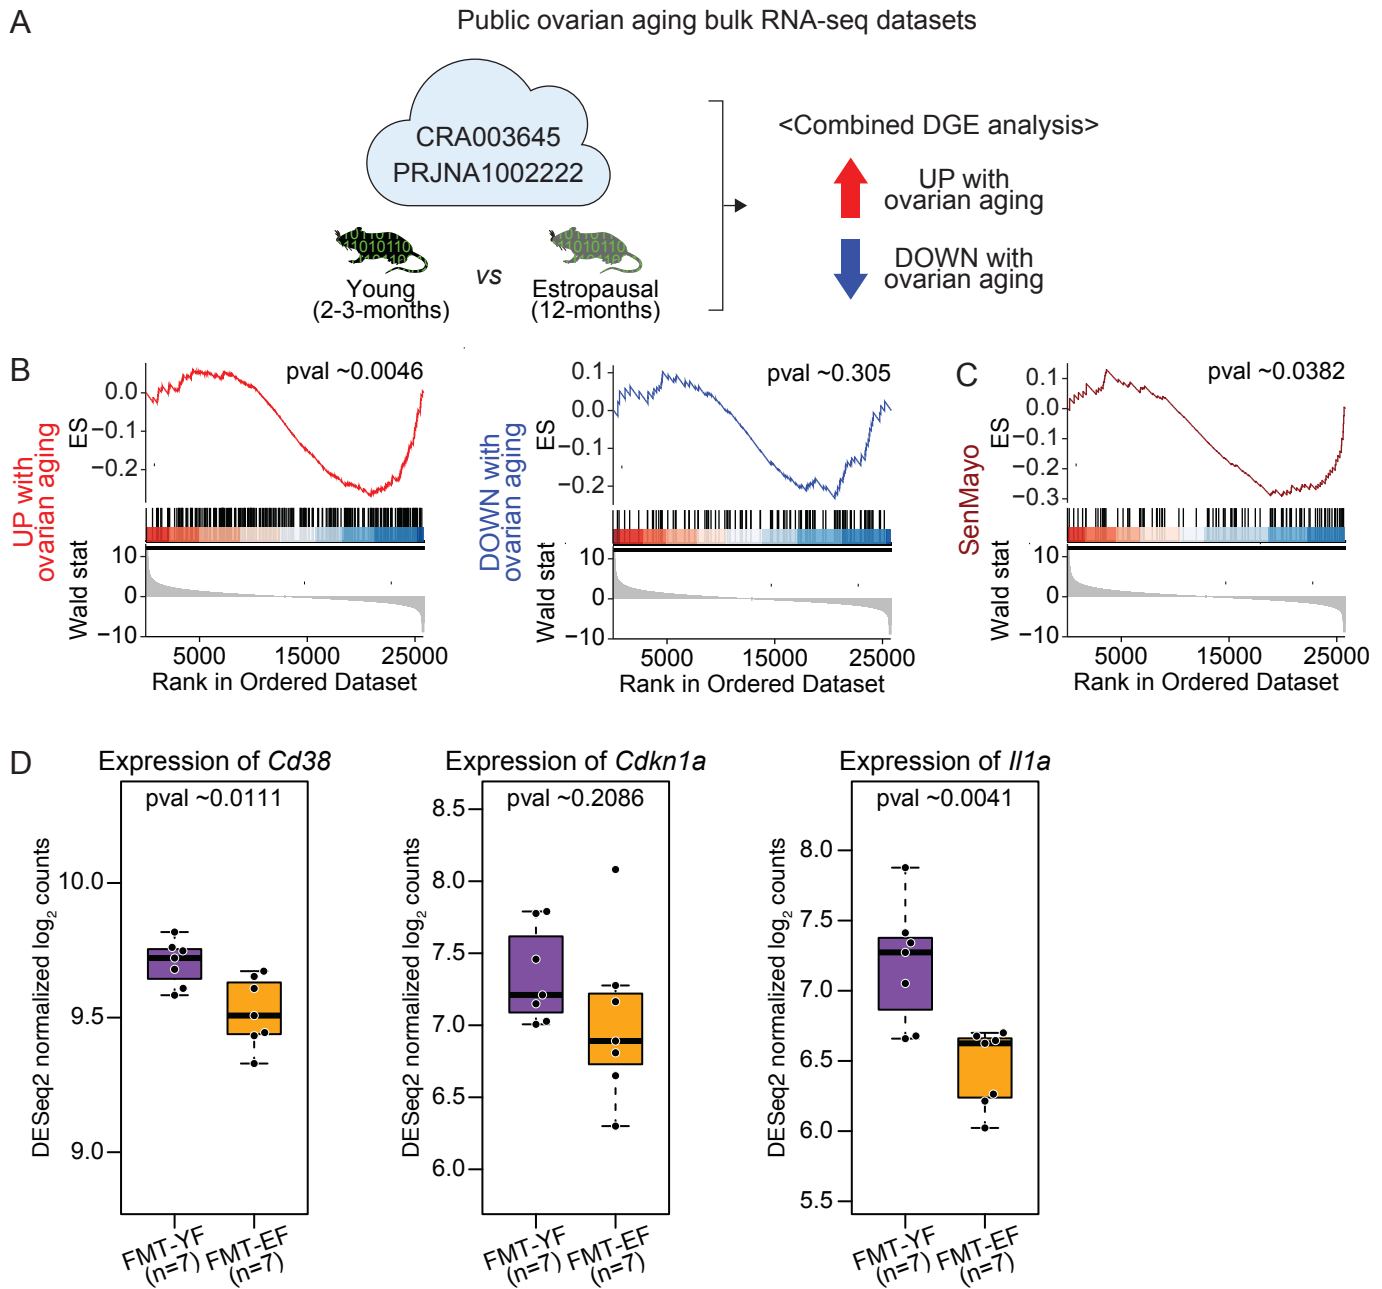 A
Public ovarian aging bulk RNA-seq datasets
CRA003645
PRJNA1002222
<Combined DGE analysis>
UP with
ovarian aging
DOWN with
ovarian aging
Young
(2-3-months)
vs
Estropausal
(12-months)
B
UP with
ovarian aging
ES
0.0
−0.1
−0.2
pval ~0.0046
Wald stat
10
0
−10
5000 15000 25000
Rank in Ordered Dataset
DOWN with
ovarian aging
ES
0.1
0.0
−0.1
−0.2
pval ~0.305
Wald stat
10
0
−10
5000 15000 25000
Rank in Ordered Dataset
C
SenMayo
ES
0.1
0.0
−0.1
−0.2
−0.3
pval ~0.0382
Wald stat
10
0
−10
5000 15000 25000
Rank in Ordered Dataset
D
Expression of Cd38
pval ~0.0111
DESeq2 normalized log2 counts
10.0
9.5
9.0
FMT-YF
(n=7)
FMT-EF
(n=7)
Expression of Cdkn1a
pval ~0.2086
DESeq2 normalized log2 counts
8.5
8.0
7.5
7.0
6.5
6.0
FMT-YF
(n=7)
FMT-EF
(n=7)
Expression of Il1a
pval ~0.0041
DESeq2 normalized log2 counts
8.0
7.5
7.0
6.5
6.0
5.5
FMT-YF
(n=7)
FMT-EF
(n=7)